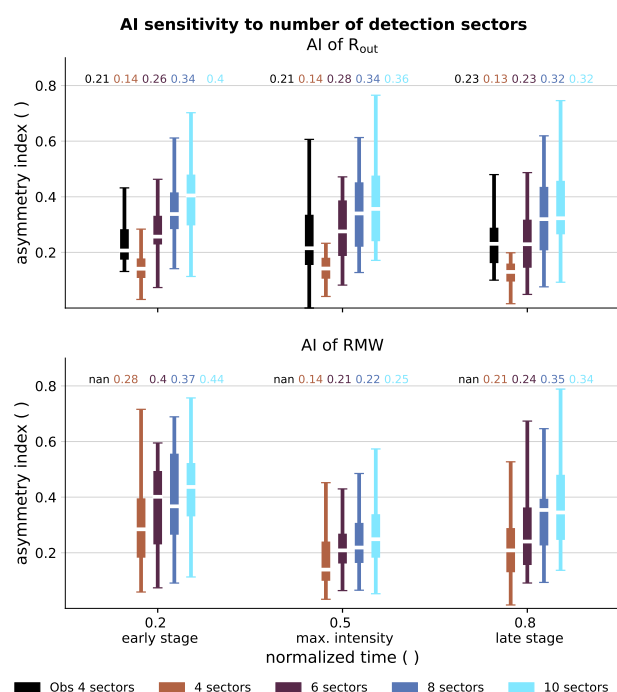 AI sensitivity to number of detection sectors
AI of Rout
0.21 0.14 0.26 0.34 0.4
0.21 0.14 0.28 0.34 0.36
0.23 0.13 0.23 0.32 0.32
0.8
0.6
0.4
0.2
asymmetry index ( )
AI of RMW
nan 0.28 0.4 0.37 0.44
nan 0.14 0.21 0.22 0.25
nan 0.21 0.24 0.35 0.34
0.8
0.6
0.4
0.2
asymmetry index ( )
0.2
early stage
0.5
max. intensity
0.8
late stage
normalized time ( )
Obs 4 sectors
4 sectors
6 sectors
8 sectors
10 sectors